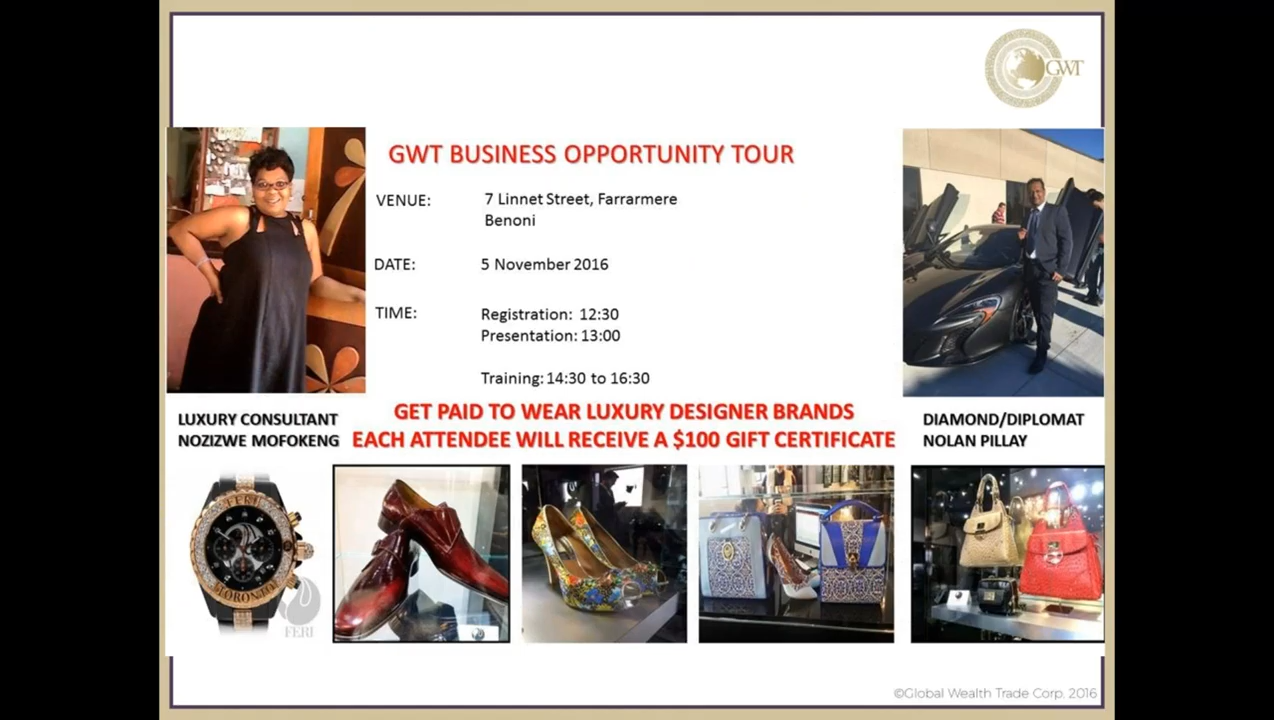 GWT
GWT BUSINESS OPPORTUNITY TOUR
VENUE: 7 Linnet Street, Farrarmere
Benoni
DATE: 5 November 2016
TIME: Registration: 12:30
Presentation: 13:00
Training: 14:30 to 16:30
GET PAID TO WEAR LUXURY DESIGNER BRANDS
EACH ATTENDEE WILL RECEIVE A $100 GIFT CERTIFICATE
LUXURY CONSULTANT
NOZIZWE MOFOKENG
DIAMOND/DIPLOMAT
NOLAN PILLAY
FERI
TORONTO
FERI
©Global Wealth Trade Corp. 2016